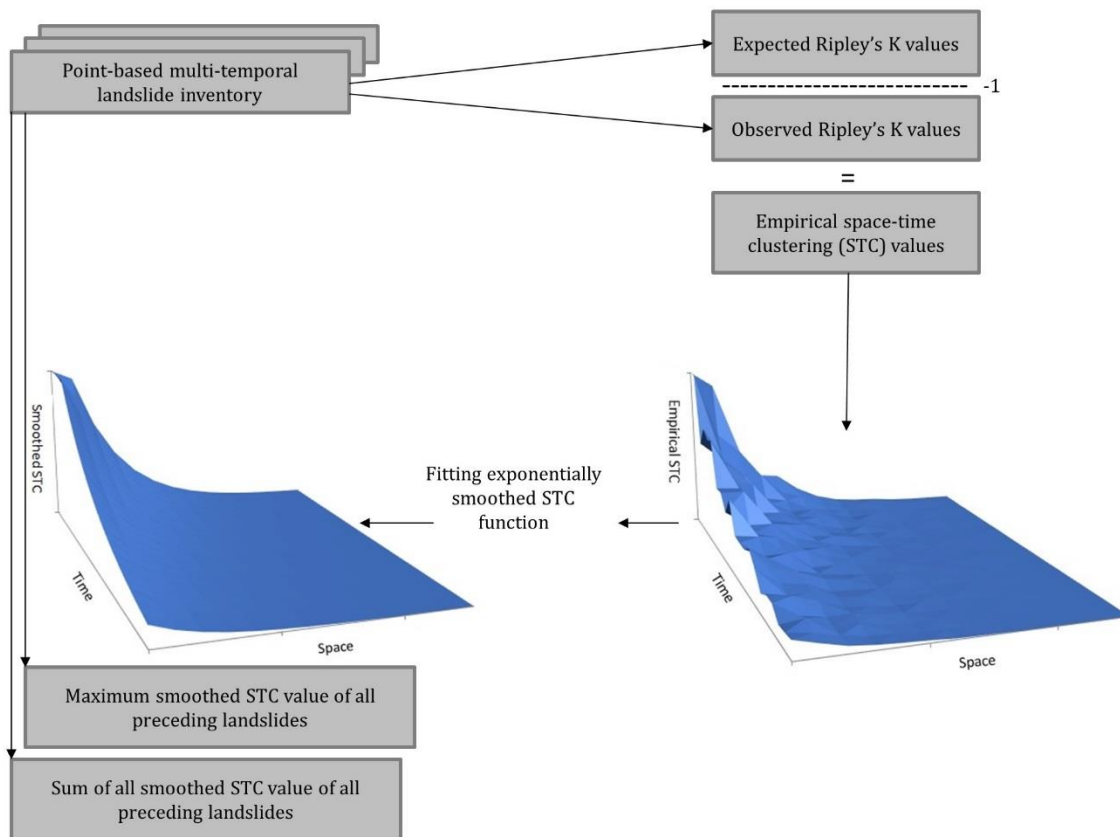 Point-based multi-temporal
landslide inventory
Expected Ripley's K values
-1
Observed Ripley's K values
=
Empirical space-time
clustering (STC) values
Smoothed STC
Time
Space
Fitting exponentially
smoothed STC
function
Empirical STC
Time
Space
Maximum smoothed STC value of all
preceding landslides
Sum of all smoothed STC value of all
preceding landslides